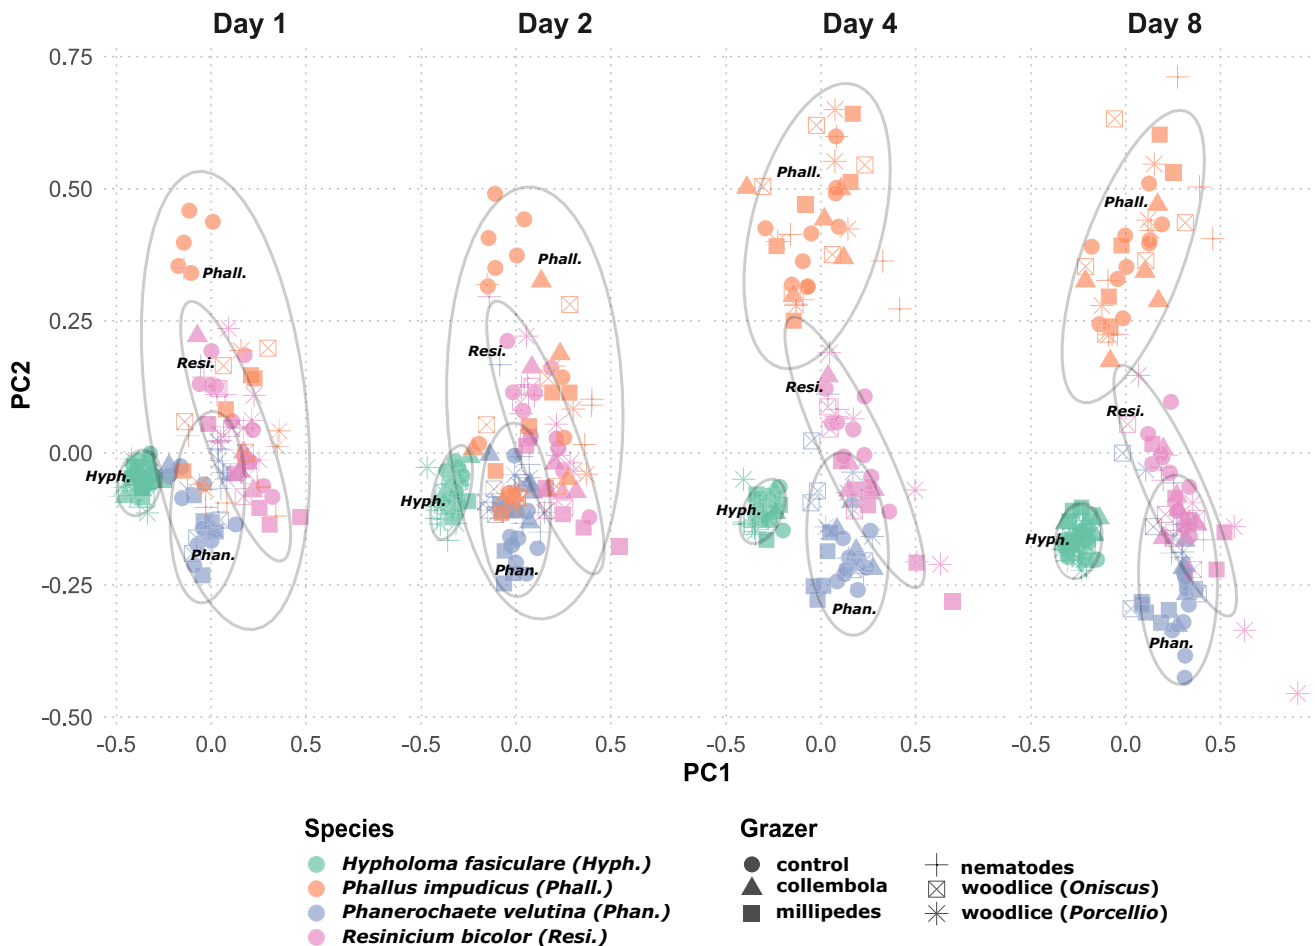 Day 1 Day 2 Day 4 Day 8
0.75
0.50
0.25
0.00
-0.25
-0.50
PC2
Phall.
Resi.
Hyph.
Phan.
Phall.
Resi.
Hyph.
Phan.
Phall.
Resi.
Hyph.
Phan.
Phall.
Resi.
Hyph.
Phan.
-0.5 0.0 0.5 -0.5 0.0 0.5 -0.5 0.0 0.5 -0.5 0.0 0.5
PC1
Species
Hypholoma fasiculare (Hyph.)
Phallus impudicus (Phall.)
Phanerochaete velutina (Phan.)
Resinicium bicolor (Resi.)
Grazer
control
collembola
millipedes
nematodes
woodlice (Oniscus)
woodlice (Porcellio)